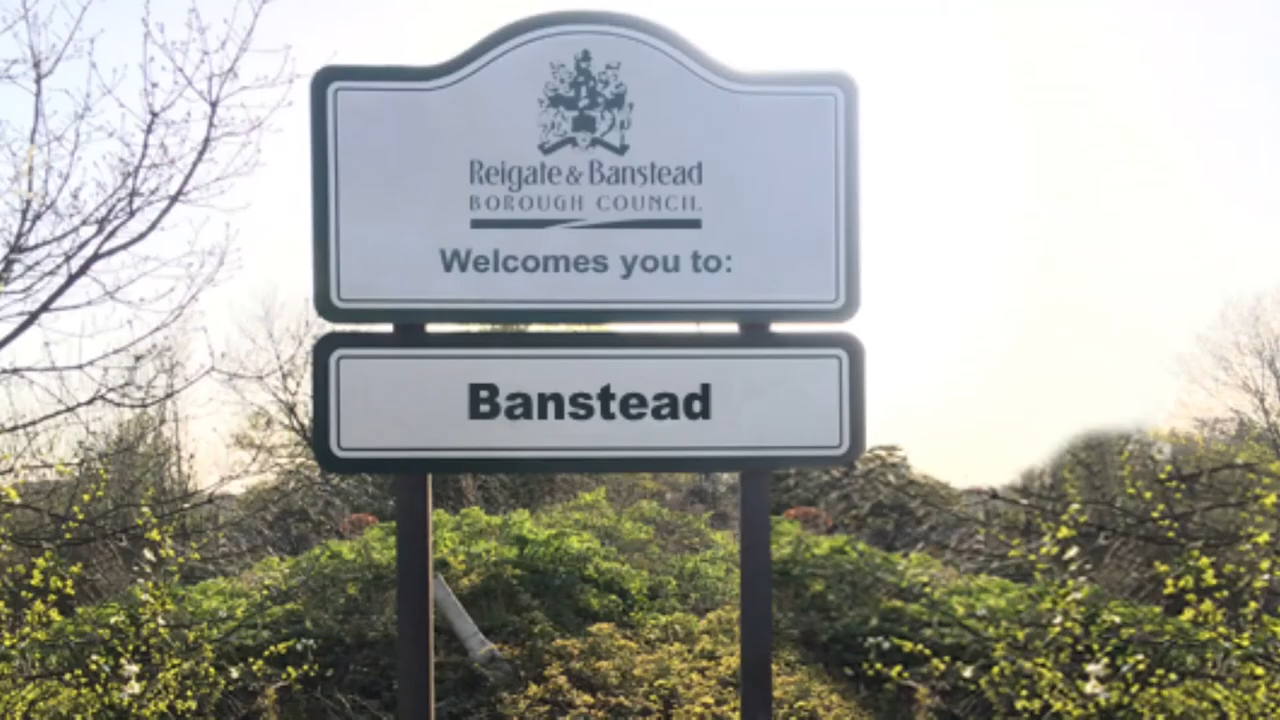 Reigate & Banstead
BOROUGH COUNCIL
Welcomes you to:
Banstead